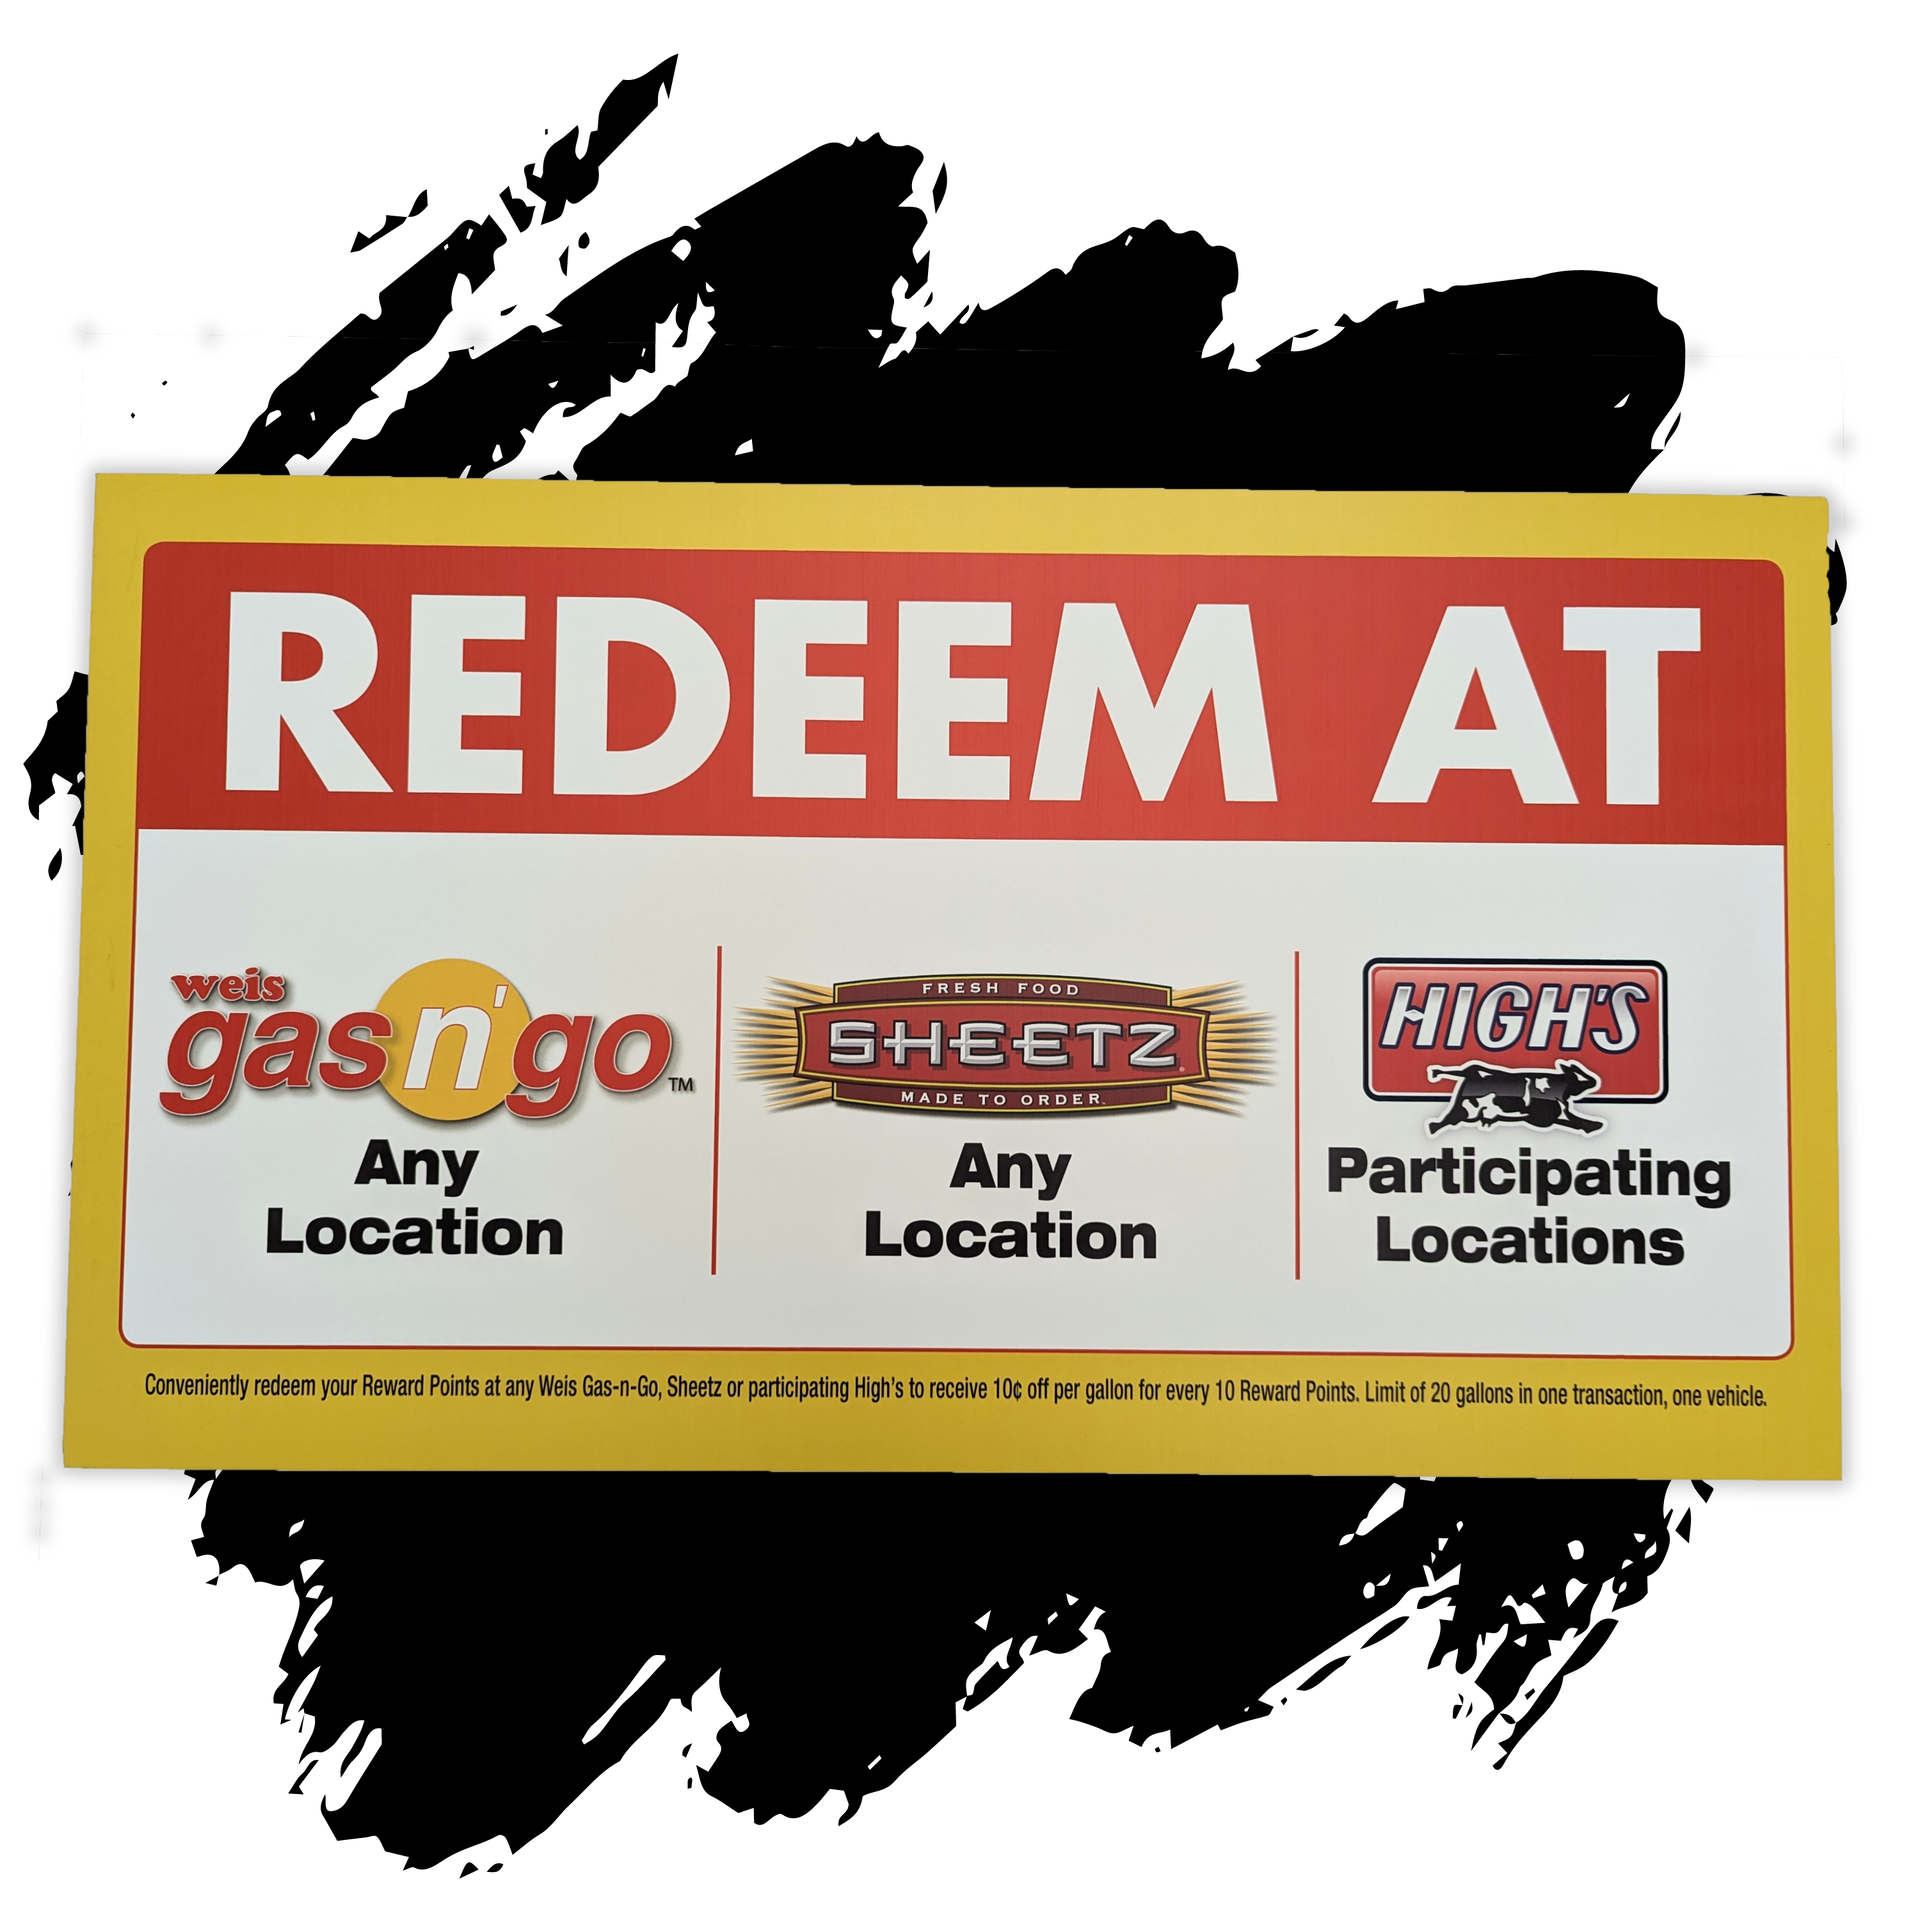 REDEEM AT
weis
gas n' go TM
Any
Location
FRESH FOOD
SHEETZ
MADE TO ORDER
Any
Location
HIGH'S
Participating
Locations
Conveniently redeem your Reward Points at any Weis Gas-n-Go, Sheetz or participating High's to receive 10¢ off per gallon for every 10 Reward Points. Limit of 20 gallons in one transaction, one vehicle.